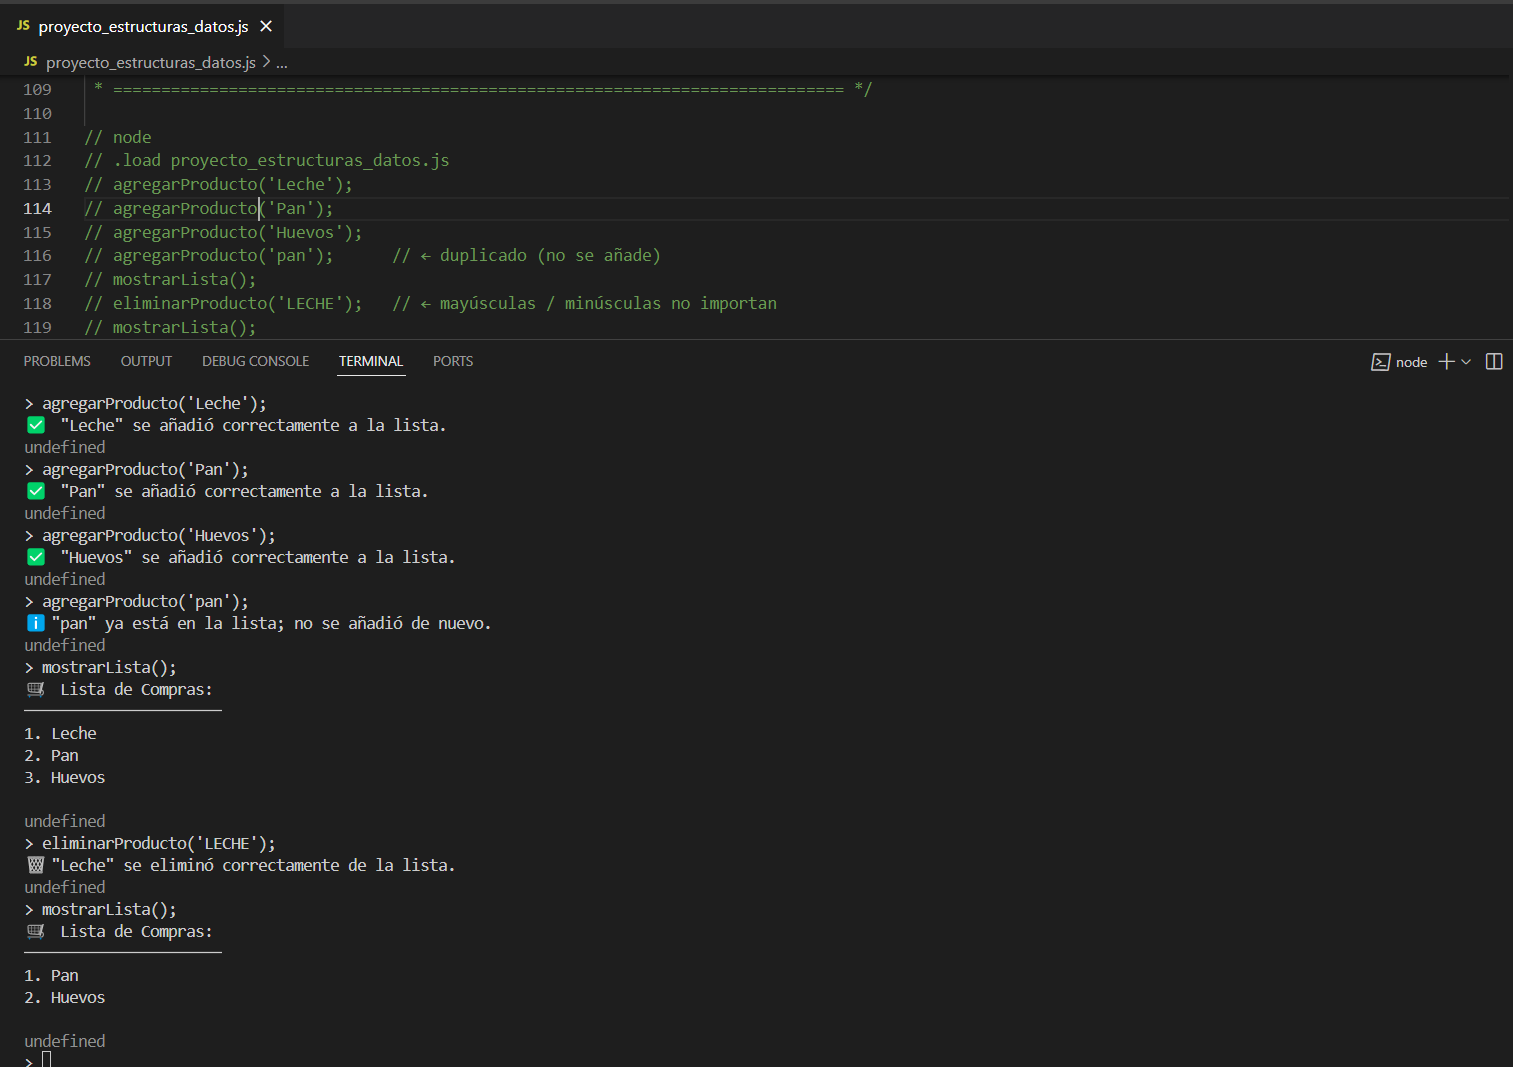 JS proyecto_estructuras_datos.js ×
JS proyecto_estructuras_datos.js > ...
109 * ============================================================================ */
110
111 // node
112 // .load proyecto_estructuras_datos.js
113 // agregarProducto('Leche');
114 // agregarProducto('Pan');
115 // agregarProducto('Huevos');
116 // agregarProducto('pan');      // ← duplicado (no se añade)
117 // mostrarLista();
118 // eliminarProducto('LECHE');   // ← mayúsculas / minúsculas no importan
119 // mostrarLista();
PROBLEMS OUTPUT DEBUG CONSOLE TERMINAL PORTS node
> agregarProducto('Leche');
✅ "Leche" se añadió correctamente a la lista.
undefined
> agregarProducto('Pan');
✅ "Pan" se añadió correctamente a la lista.
undefined
> agregarProducto('Huevos');
✅ "Huevos" se añadió correctamente a la lista.
undefined
> agregarProducto('pan');
ℹ️ "pan" ya está en la lista; no se añadió de nuevo.
undefined
> mostrarLista();
🛒 Lista de Compras:
──────────────────────
1. Leche
2. Pan
3. Huevos
undefined
> eliminarProducto('LECHE');
🗑️ "Leche" se eliminó correctamente de la lista.
undefined
> mostrarLista();
🛒 Lista de Compras:
──────────────────────
1. Pan
2. Huevos
undefined
>